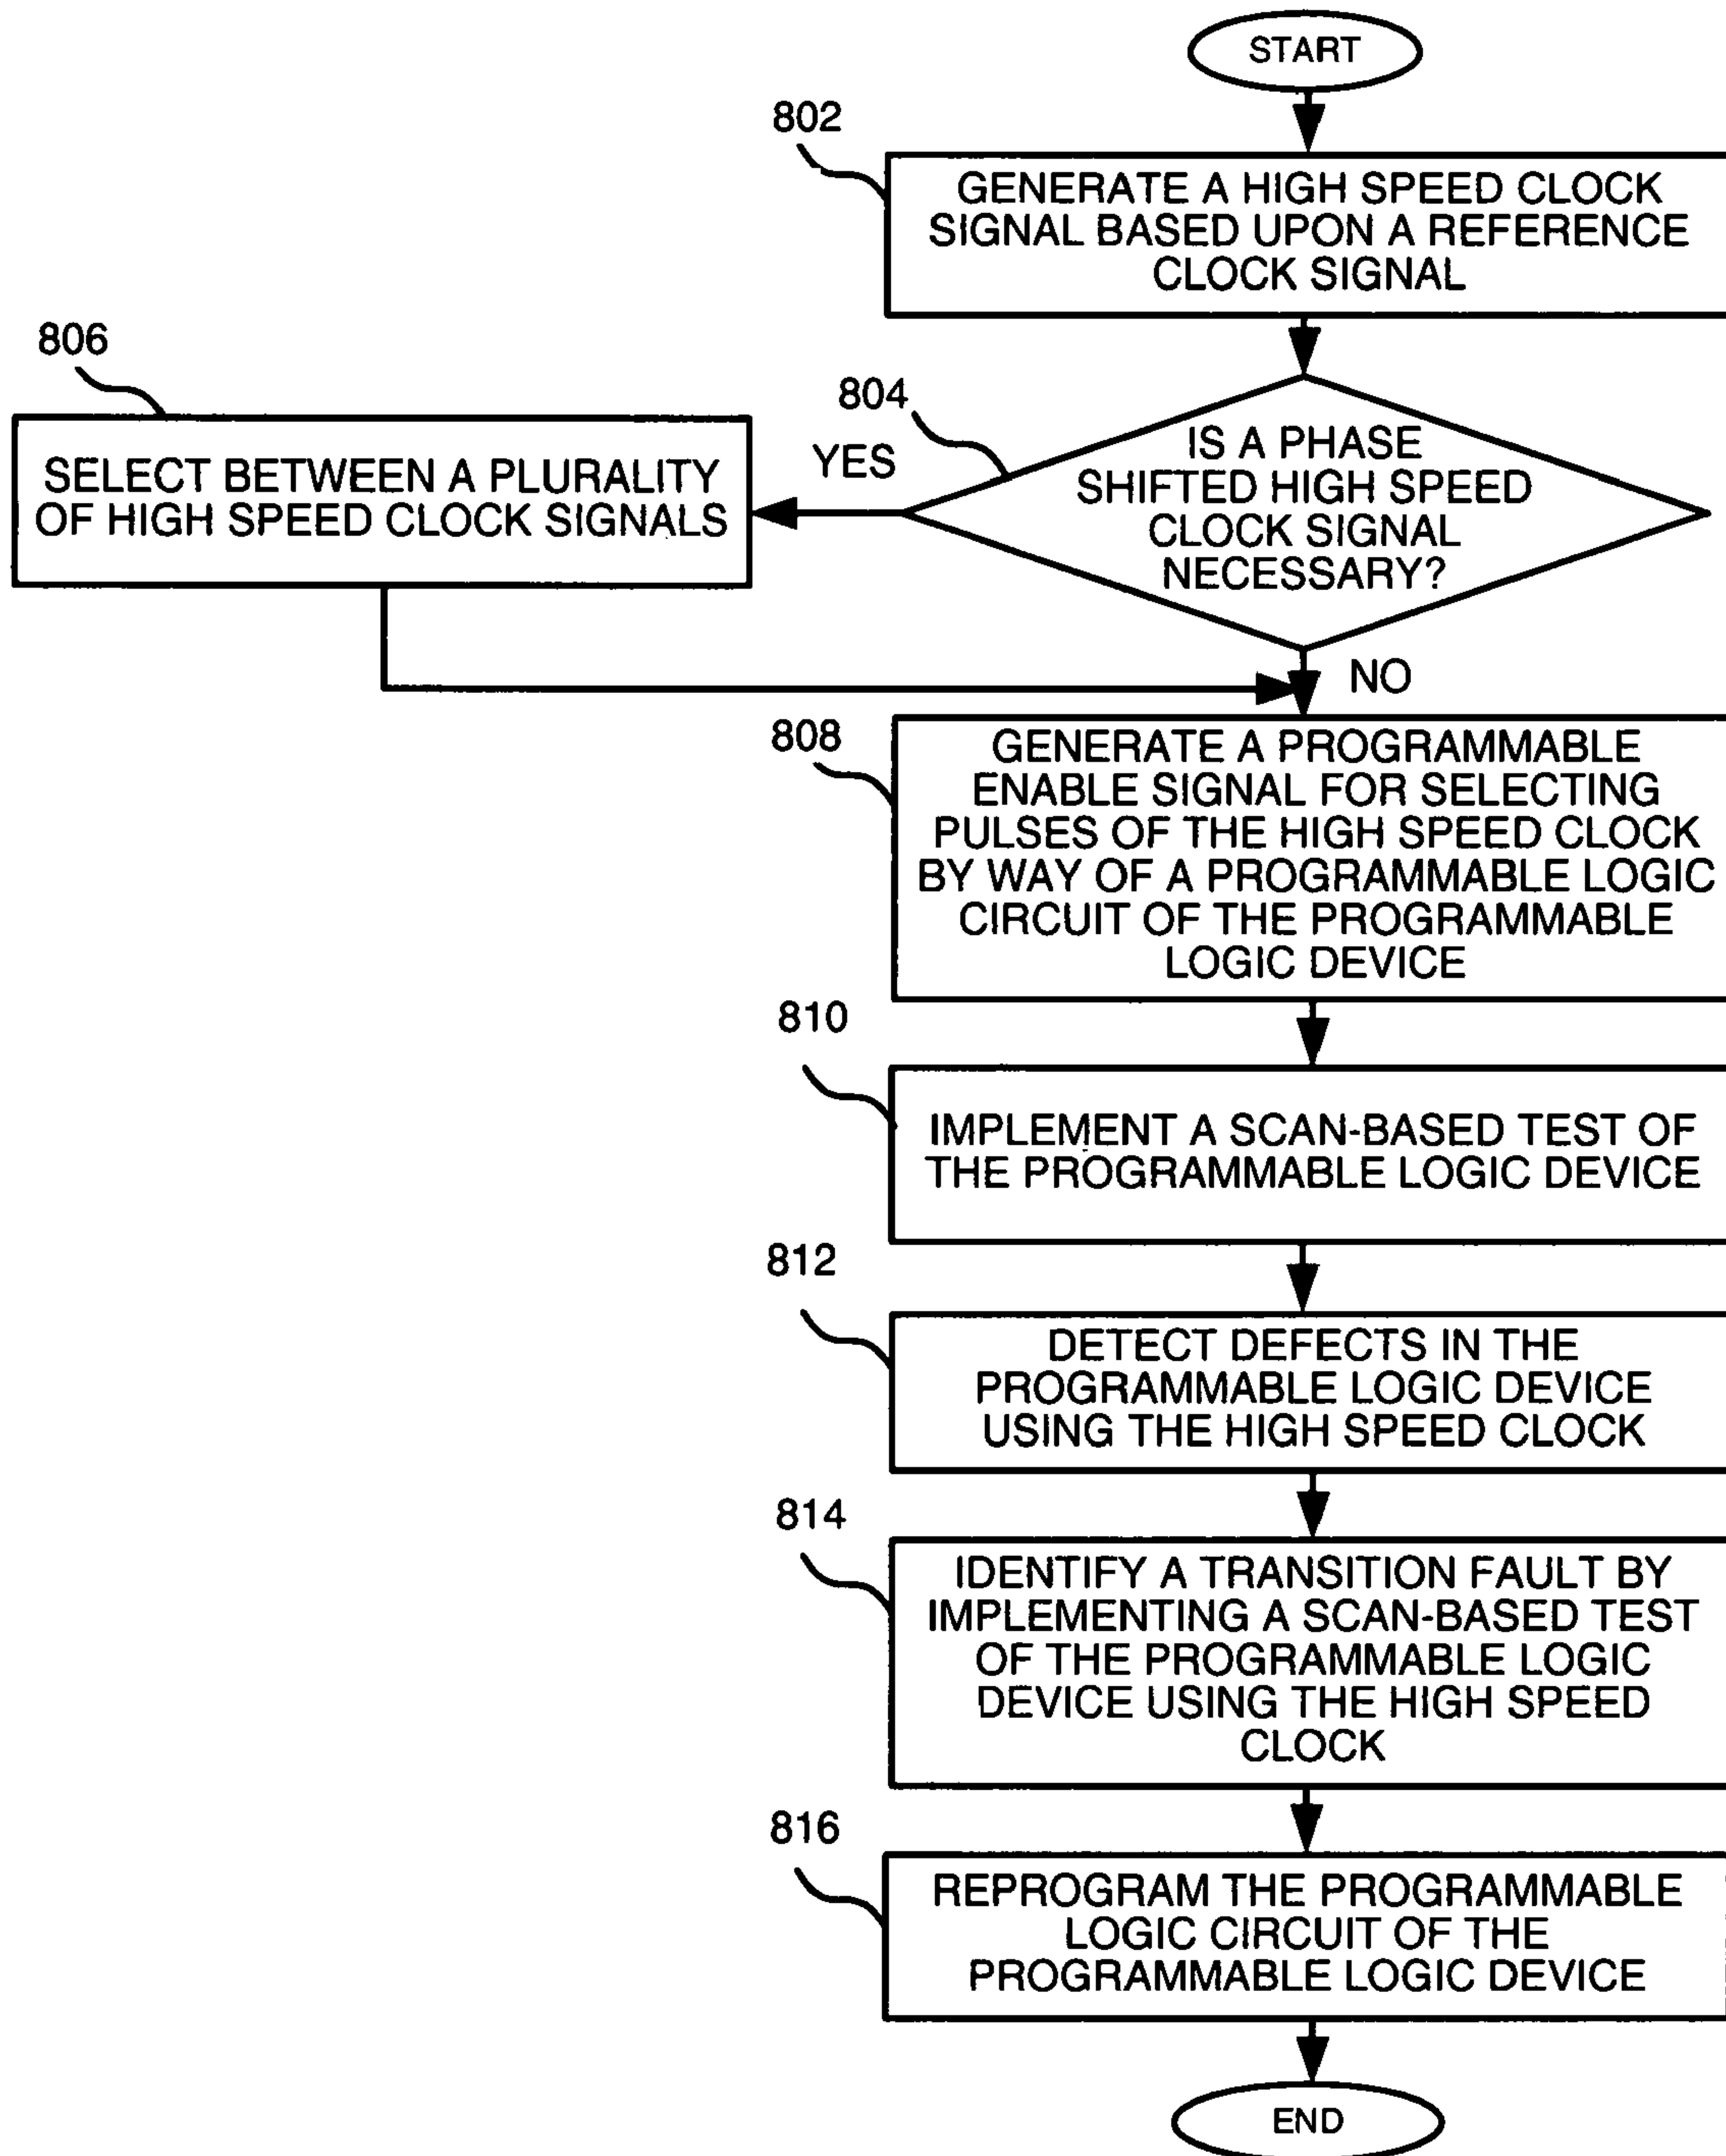 START
802
GENERATE A HIGH SPEED CLOCK
SIGNAL BASED UPON A REFERENCE
CLOCK SIGNAL
806
804
SELECT BETWEEN A PLURALITY
OF HIGH SPEED CLOCK SIGNALS
YES
IS A PHASE
SHIFTED HIGH SPEED
CLOCK SIGNAL
NECESSARY?
NO
808
GENERATE A PROGRAMMABLE
ENABLE SIGNAL FOR SELECTING
PULSES OF THE HIGH SPEED CLOCK
BY WAY OF A PROGRAMMABLE LOGIC
CIRCUIT OF THE PROGRAMMABLE
LOGIC DEVICE
810
IMPLEMENT A SCAN-BASED TEST OF
THE PROGRAMMABLE LOGIC DEVICE
812
DETECT DEFECTS IN THE
PROGRAMMABLE LOGIC DEVICE
USING THE HIGH SPEED CLOCK
814
IDENTIFY A TRANSITION FAULT BY
IMPLEMENTING A SCAN-BASED TEST
OF THE PROGRAMMABLE LOGIC
DEVICE USING THE HIGH SPEED
CLOCK
816
REPROGRAM THE PROGRAMMABLE
LOGIC CIRCUIT OF THE
PROGRAMMABLE LOGIC DEVICE
END